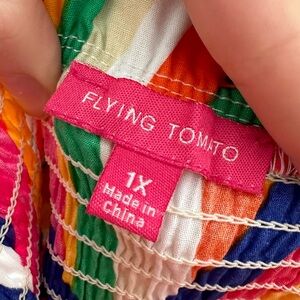 FLYING TOMATO
1X
Made in
China